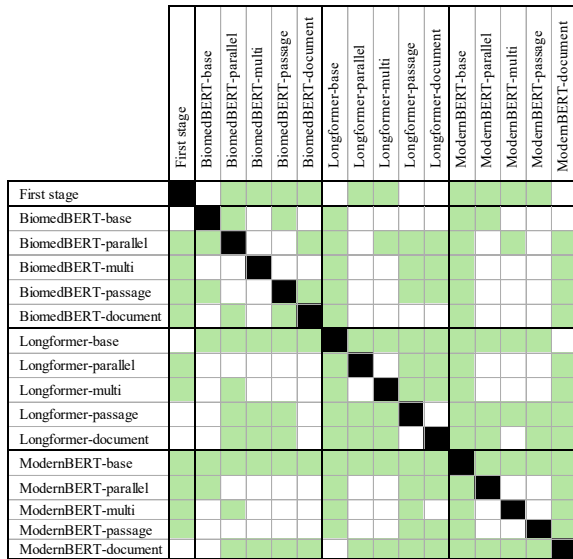 First stage
BiomedBERT-base
BiomedBERT-parallel
BiomedBERT-multi
BiomedBERT-passage
BiomedBERT-document
Longformer-base
Longformer-parallel
Longformer-multi
Longformer-passage
Longformer-document
ModernBERT-base
ModernBERT-parallel
ModernBERT-multi
ModernBERT-passage
ModernBERT-document
First stage
BiomedBERT-base
BiomedBERT-parallel
BiomedBERT-multi
BiomedBERT-passage
BiomedBERT-document
Longformer-base
Longformer-parallel
Longformer-multi
Longformer-passage
Longformer-document
ModernBERT-base
ModernBERT-parallel
ModernBERT-multi
ModernBERT-passage
ModernBERT-document